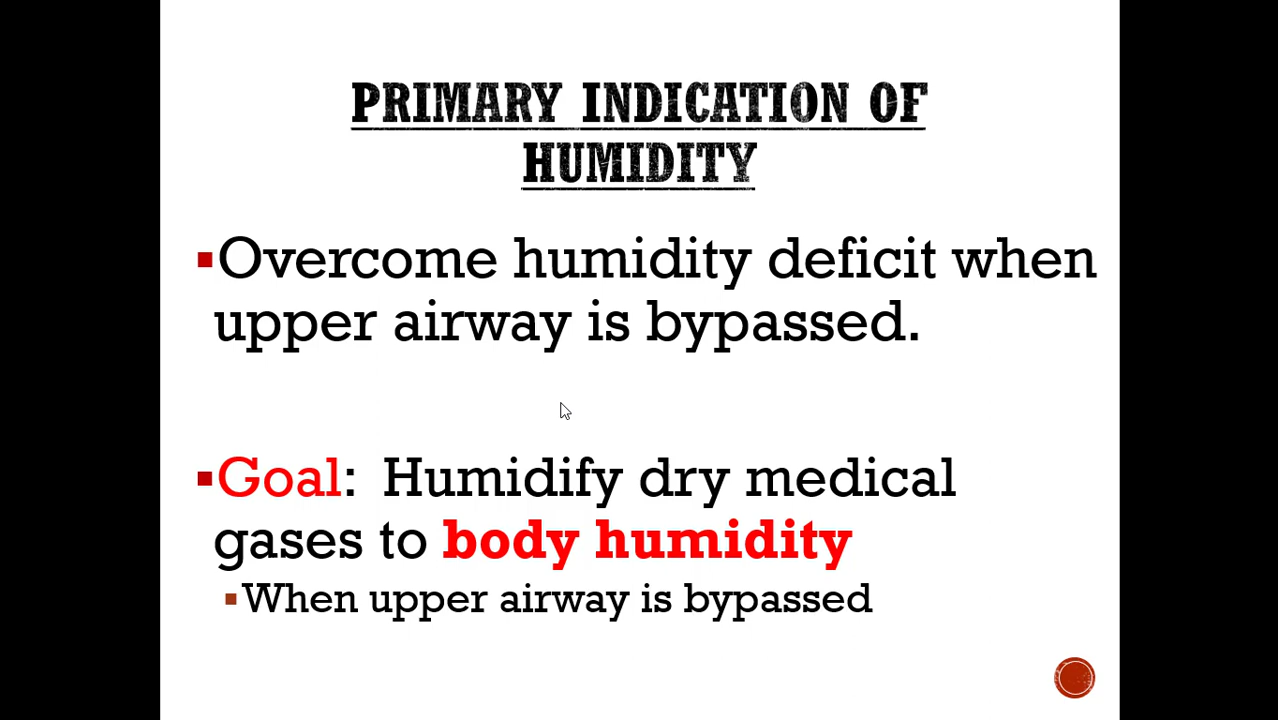 PRIMARY INDICATION OF
HUMIDITY
▪Overcome humidity deficit when
upper airway is bypassed.
▪Goal: Humidify dry medical
gases to body humidity
▪When upper airway is bypassed